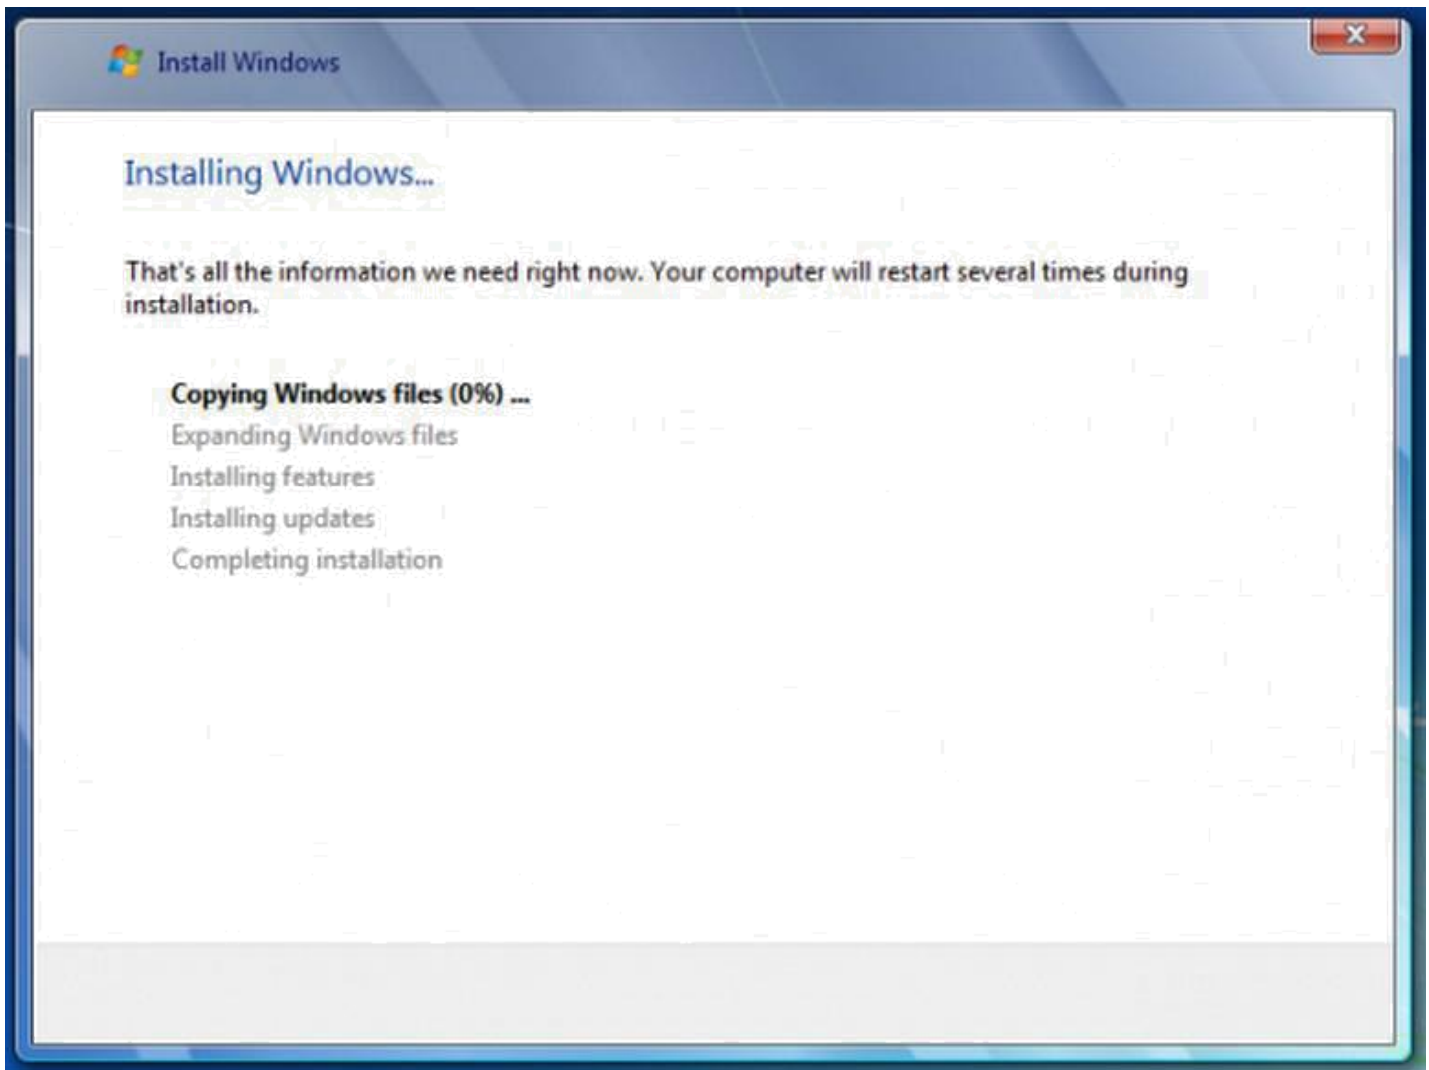 Install Windows
Installing Windows...
That's all the information we need right now. Your computer will restart several times during
installation.
Copying Windows files (0%) ...
Expanding Windows files
Installing features
Installing updates
Completing installation